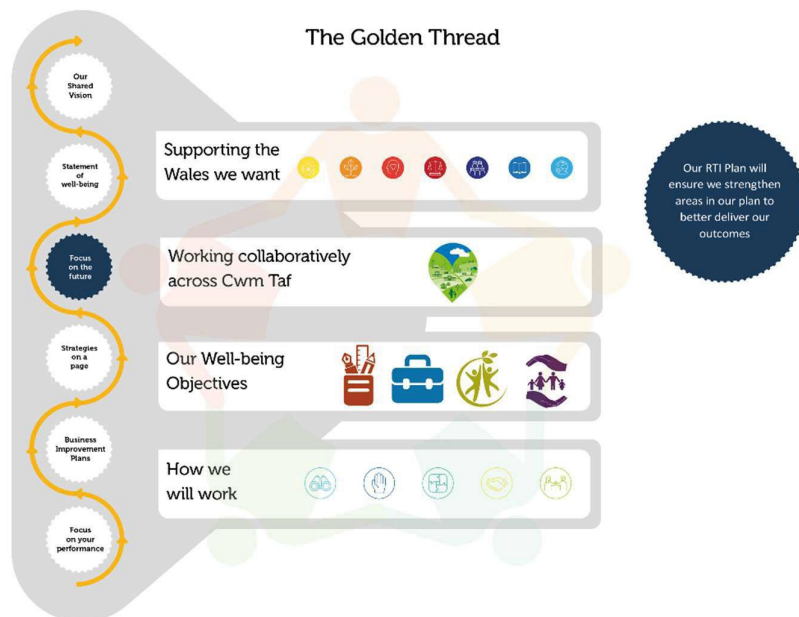 The Golden Thread
Our
Shared
Vision
Statement
of
well-being
Focus
on the
future
Strategies
on a
page
Business
Improvement
Plans
Focus
on your
performance
Supporting the
Wales we want
Working collaboratively
across Cwm Taf
Our Well-being
Objectives
How we
will work
Our RTI Plan will
ensure we strengthen
areas in our plan to
better deliver our
outcomes